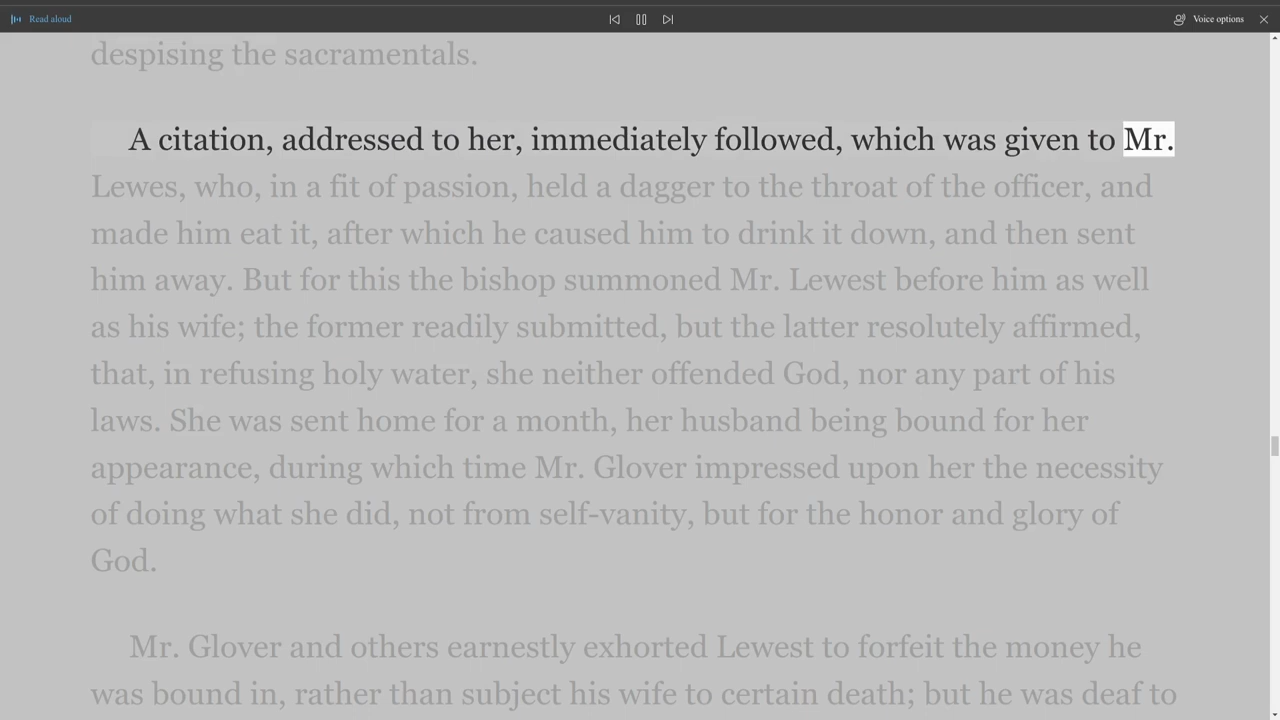 Read aloud
Voice options
despising the sacramentals.
A citation, addressed to her, immediately followed, which was given to Mr.
Lewes, who, in a fit of passion, held a dagger to the throat of the officer, and
made him eat it, after which he caused him to drink it down, and then sent
him away. But for this the bishop summoned Mr. Lewest before him as well
as his wife; the former readily submitted, but the latter resolutely affirmed,
that, in refusing holy water, she neither offended God, nor any part of his
laws. She was sent home for a month, her husband being bound for her
appearance, during which time Mr. Glover impressed upon her the necessity
of doing what she did, not from self-vanity, but for the honor and glory of
God.
Mr. Glover and others earnestly exhorted Lewest to forfeit the money he
was bound in, rather than subject his wife to certain death; but he was deaf to